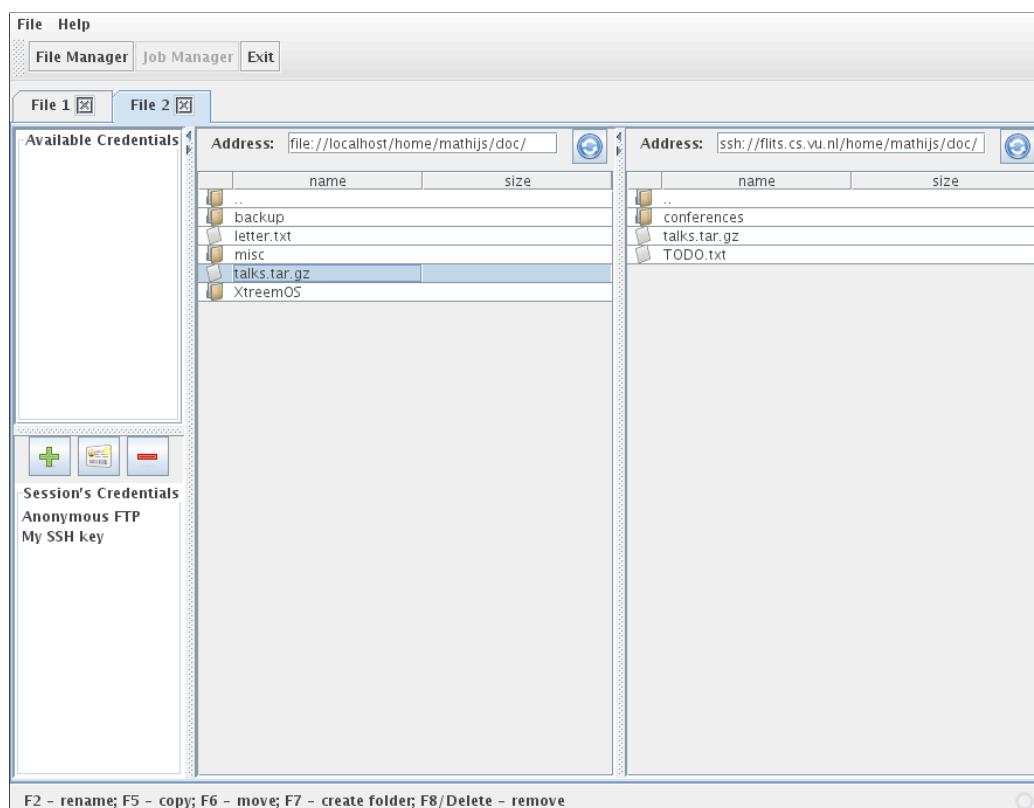 File Help
File Manager Job Manager Exit
File 1 File 2
Available Credentials
Session's Credentials
Anonymous FTP
My SSH key
Address: file://localhost/home/mathijs/doc/
name size
..
backup
letter.txt
misc
talks.tar.gz
XtreemOS
Address: ssh://flits.cs.vu.nl/home/mathijs/doc/
name size
..
conferences
talks.tar.gz
TODO.txt
F2 – rename; F5 – copy; F6 – move; F7 – create folder; F8/Delete – remove